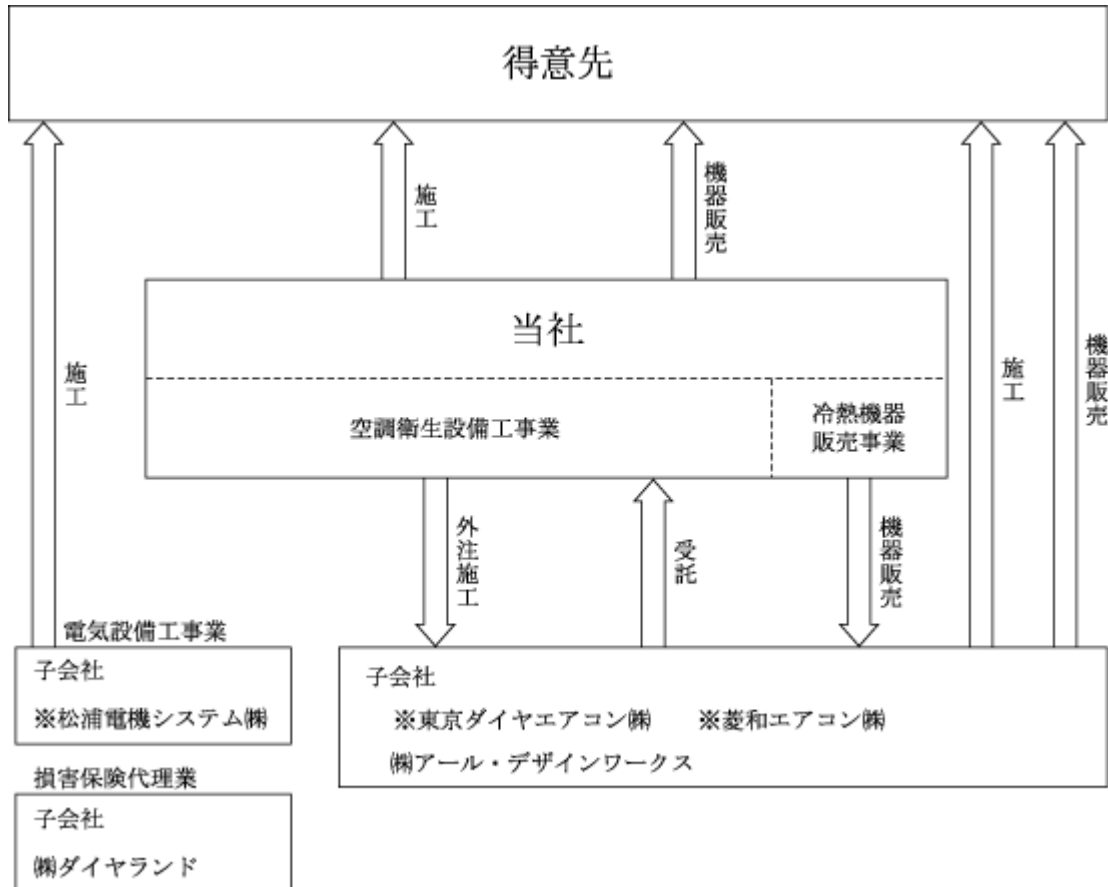 得意先
施工
機器販売
当社
施工
施工
機器販売
空調衛生設備工事業
冷熱機器
販売事業
外注施工
受託
機器販売
電気設備工事業
子会社
※松浦電機システム㈱
子会社
※東京ダイヤエアコン㈱ ※菱和エアコン㈱
㈱アール・デザインワークス
損害保険代理業
子会社
㈱ダイヤランド